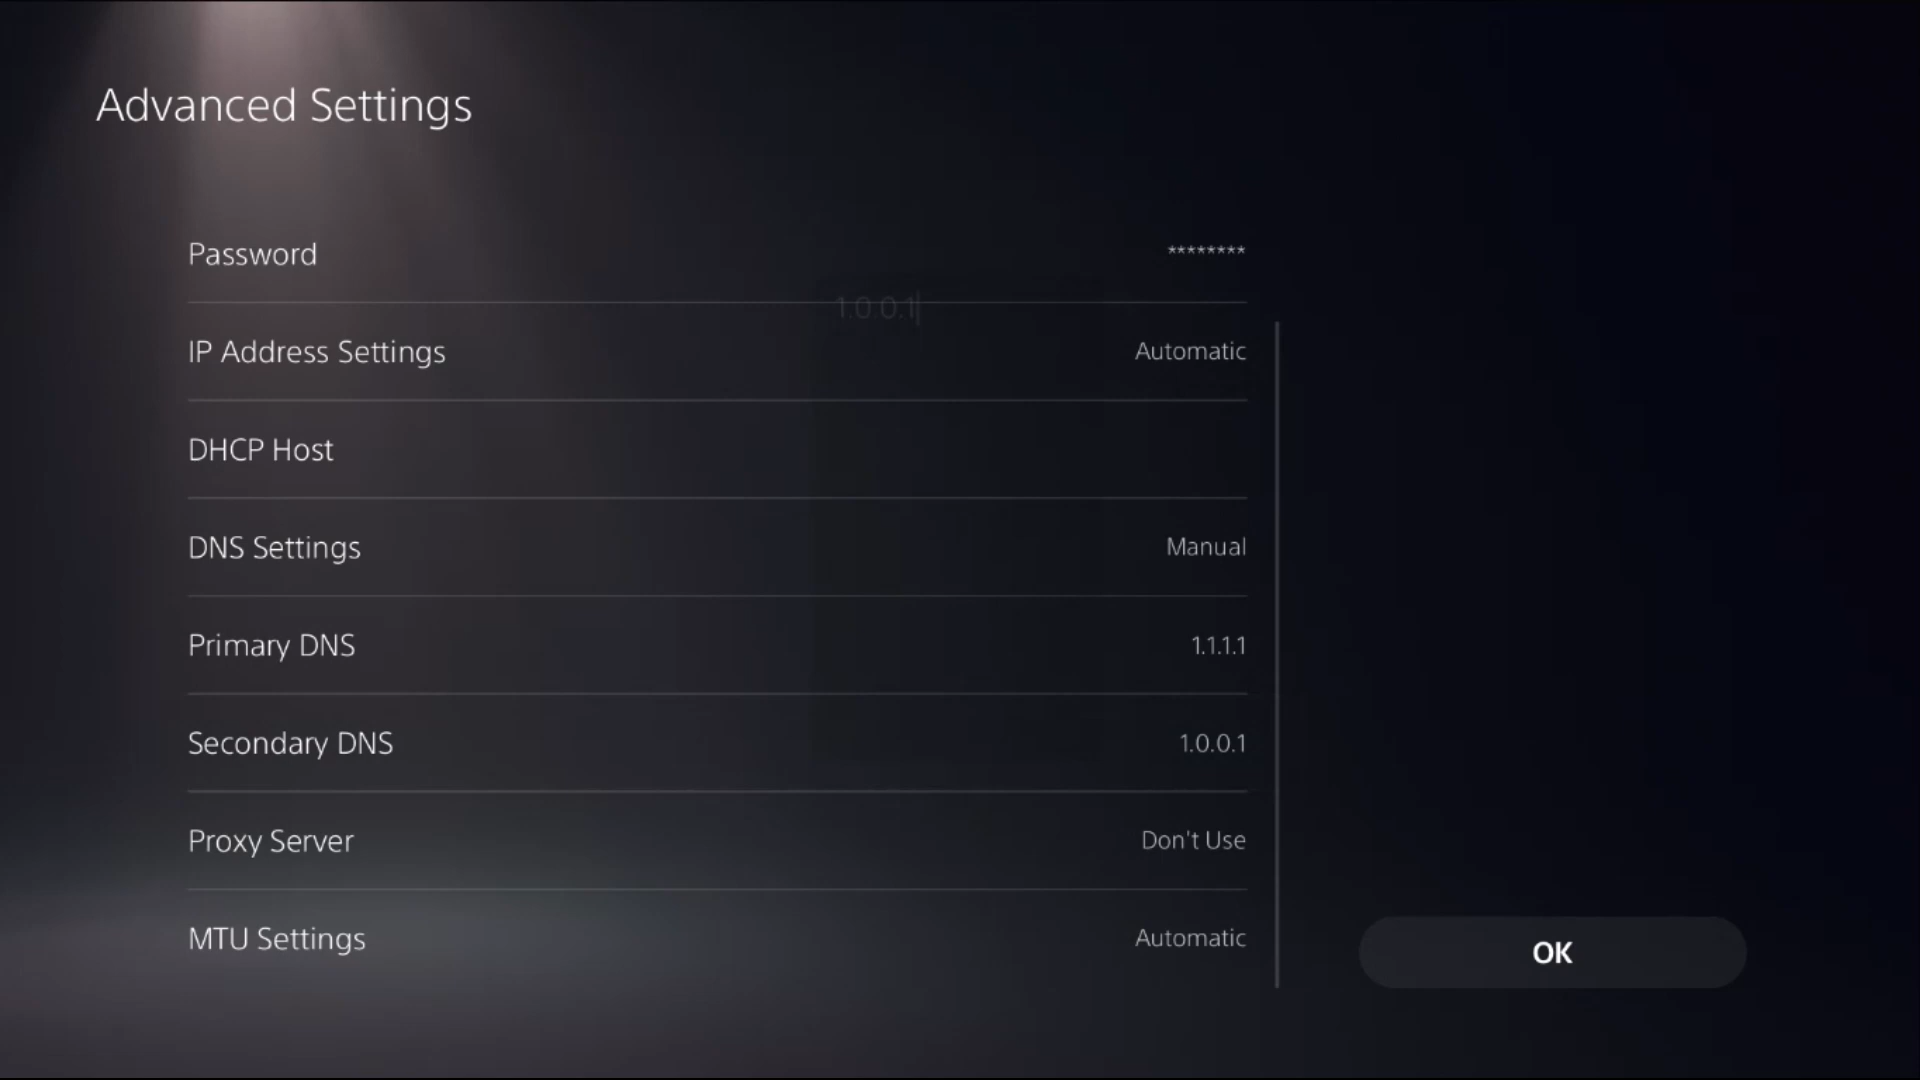 Advanced Settings
Password ********
1.0.0.1
IP Address Settings Automatic
DHCP Host
DNS Settings Manual
Primary DNS 1.1.1.1
Secondary DNS 1.0.0.1
Proxy Server Don't Use
MTU Settings Automatic
OK